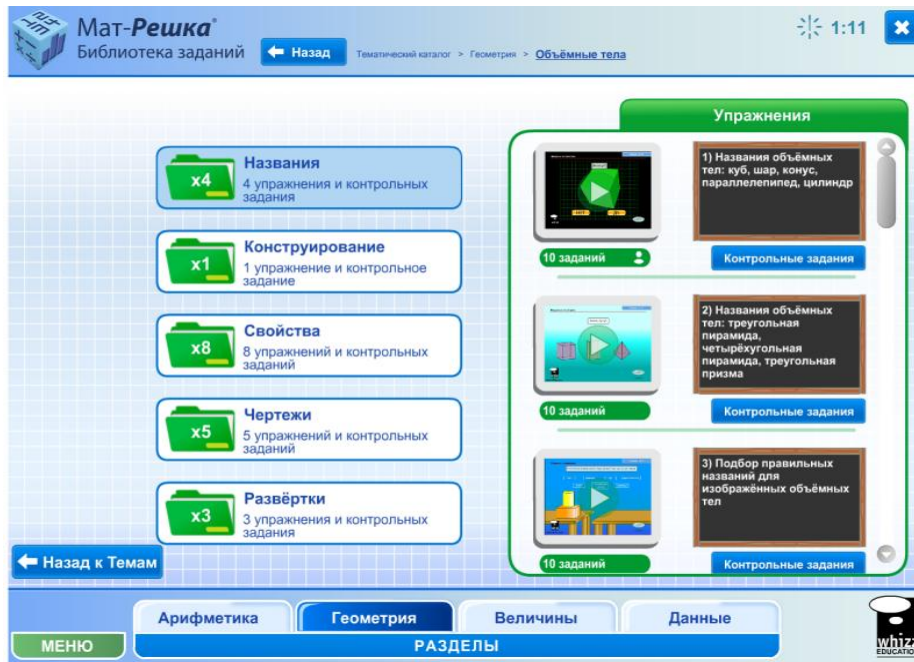 Мат-Решка®
Библиотека заданий
Назад
Тематический каталог > Геометрия > Объёмные тела
1:11
Названия
x4
4 упражнения и контрольных
задания
Конструирование
x1
1 упражнение и контрольное
задание
Свойства
x8
8 упражнений и контрольных
заданий
Чертежи
x5
5 упражнений и контрольных
заданий
Развёртки
x3
3 упражнения и контрольных
задания
Назад к Темам
Упражнения
1) Названия объёмных
тел: куб, шар, конус,
параллелепипед, цилиндр
10 заданий
Контрольные задания
2) Названия объёмных
тел: треугольная
пирамида,
четырёхугольная
пирамида, треугольная
призма
10 заданий
Контрольные задания
3) Подбор правильных
названий для
изображённых объёмных
тел
10 заданий
Контрольные задания
Арифметика
Геометрия
Величины
Данные
МЕНЮ
РАЗДЕЛЫ